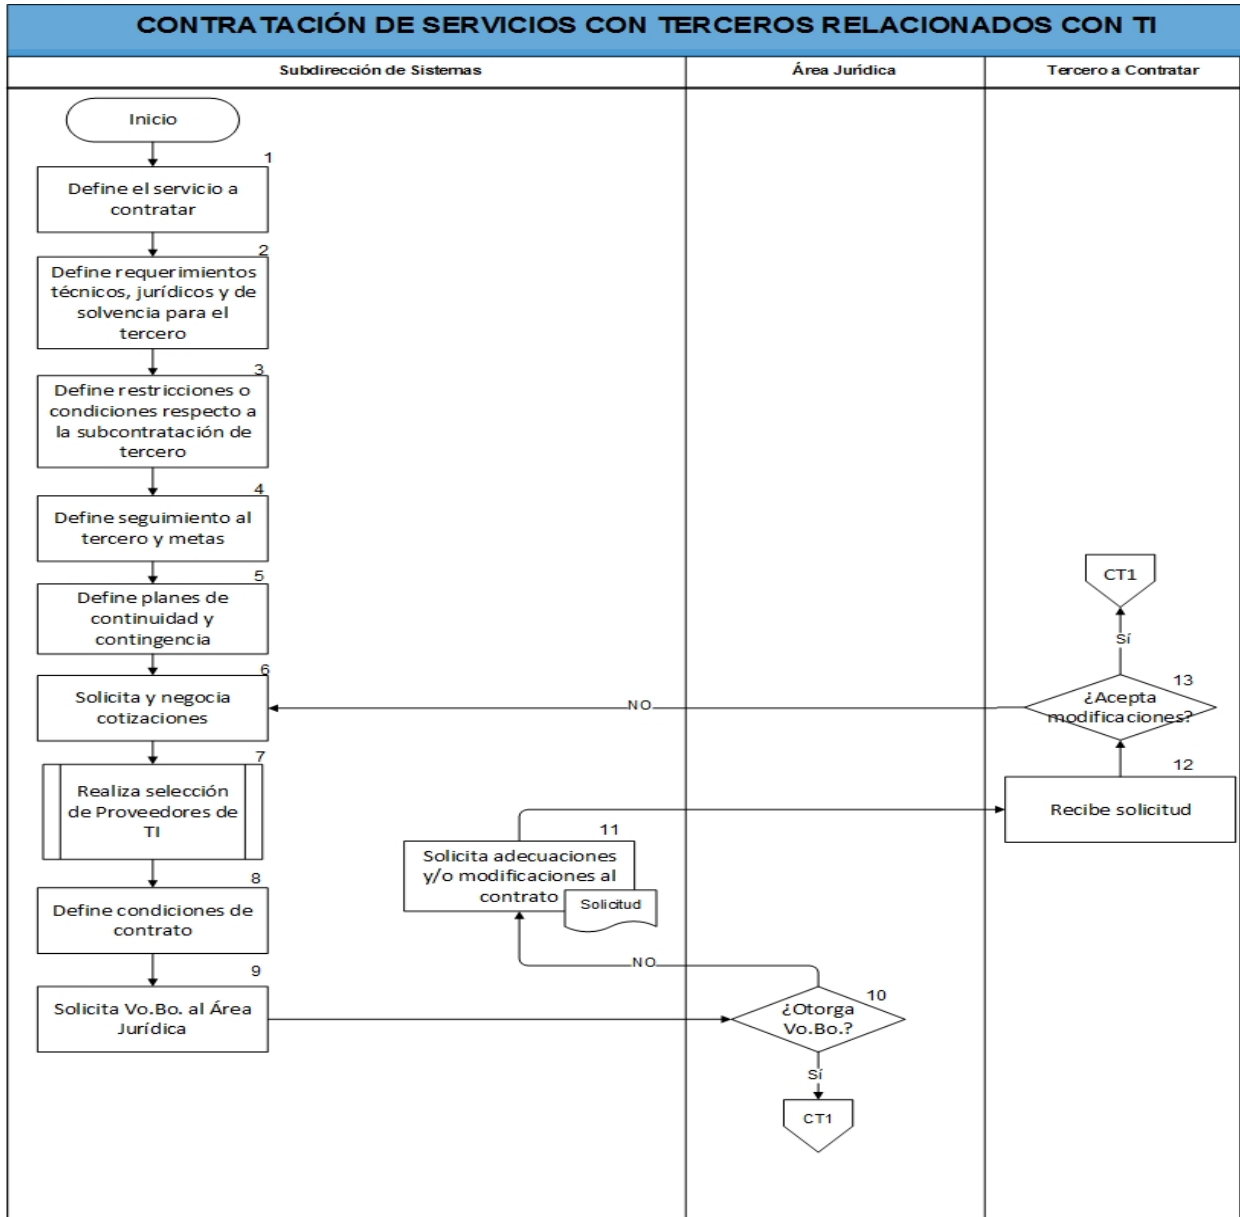 CONTRATACIÓN DE SERVICIOS CON TERCEROS RELACIONADOS CON TI
Subdirección de Sistemas
Área Jurídica
Tercero a Contratar
Inicio
1
Define el servicio a
contratar
2
Define requerimientos
técnicos, jurídicos y de
solvencia para el
tercero
3
Define restricciones o
condiciones respecto a
la subcontratación de
tercero
4
Define seguimiento al
tercero y metas
5
Define planes de
continuidad y
contingencia
6
Solicita y negocia
cotizaciones
7
Realiza selección
de Proveedores de
TI
8
Define condiciones de
contrato
9
Solicita Vo.Bo. al Área
Jurídica
10
¿Otorga
Vo.Bo.?
Sí
CT1
NO
11
Solicita adecuaciones
y/o modificaciones al
contrato
Solicitud
12
Recibe solicitud
13
¿Acepta
modificaciones?
NO
Sí
CT1